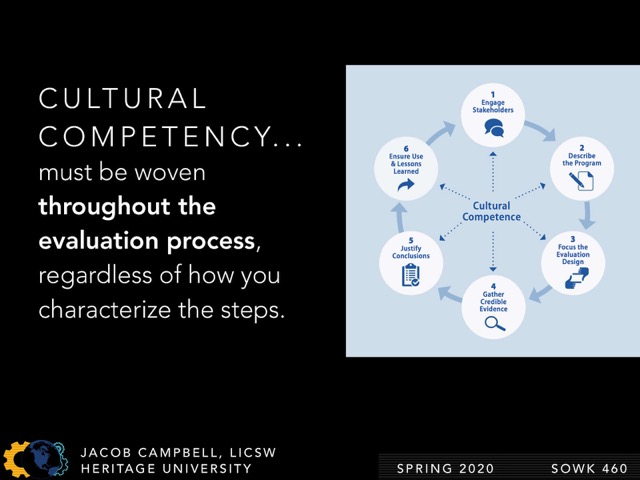 CULTURAL
COMPETENCY...
must be woven
throughout the
evaluation process,
regardless of how you
characterize the steps.
1
Engage
Stakeholders
2
Describe
the Program
3
Focus the
Evaluation
Design
4
Gather
Credible
Evidence
5
Justify
Conclusions
6
Ensure Use
& Lessons
Learned
Cultural
Competence
JACOB CAMPBELL, LICSW
HERITAGE UNIVERSITY
SPRING 2020
SOWK 460